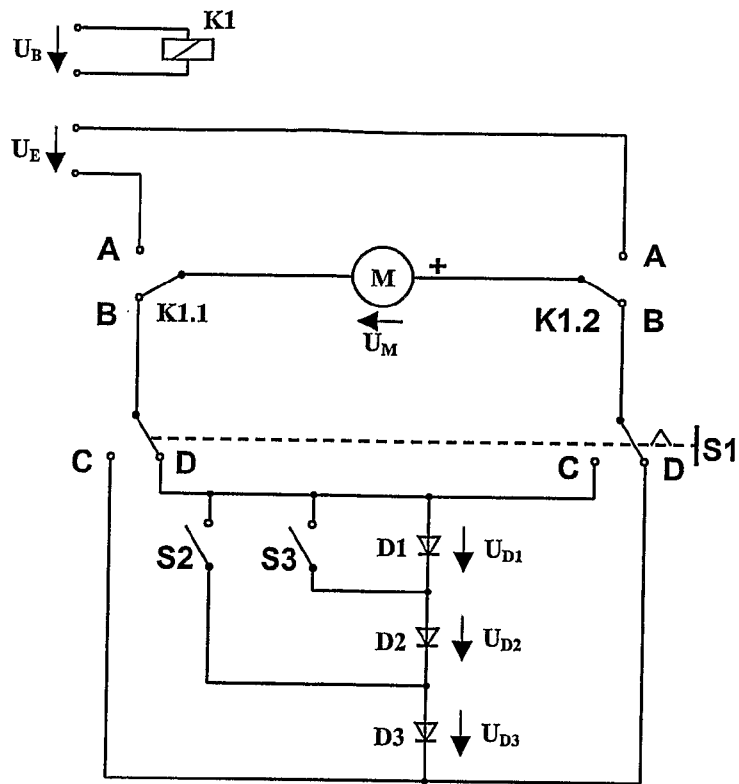 K1
U_B
U_E
A A
M +
B K1.1 K1.2 B
U_M
C D C D S1
S2 S3 D1 U_D1
D2 U_D2
D3 U_D3